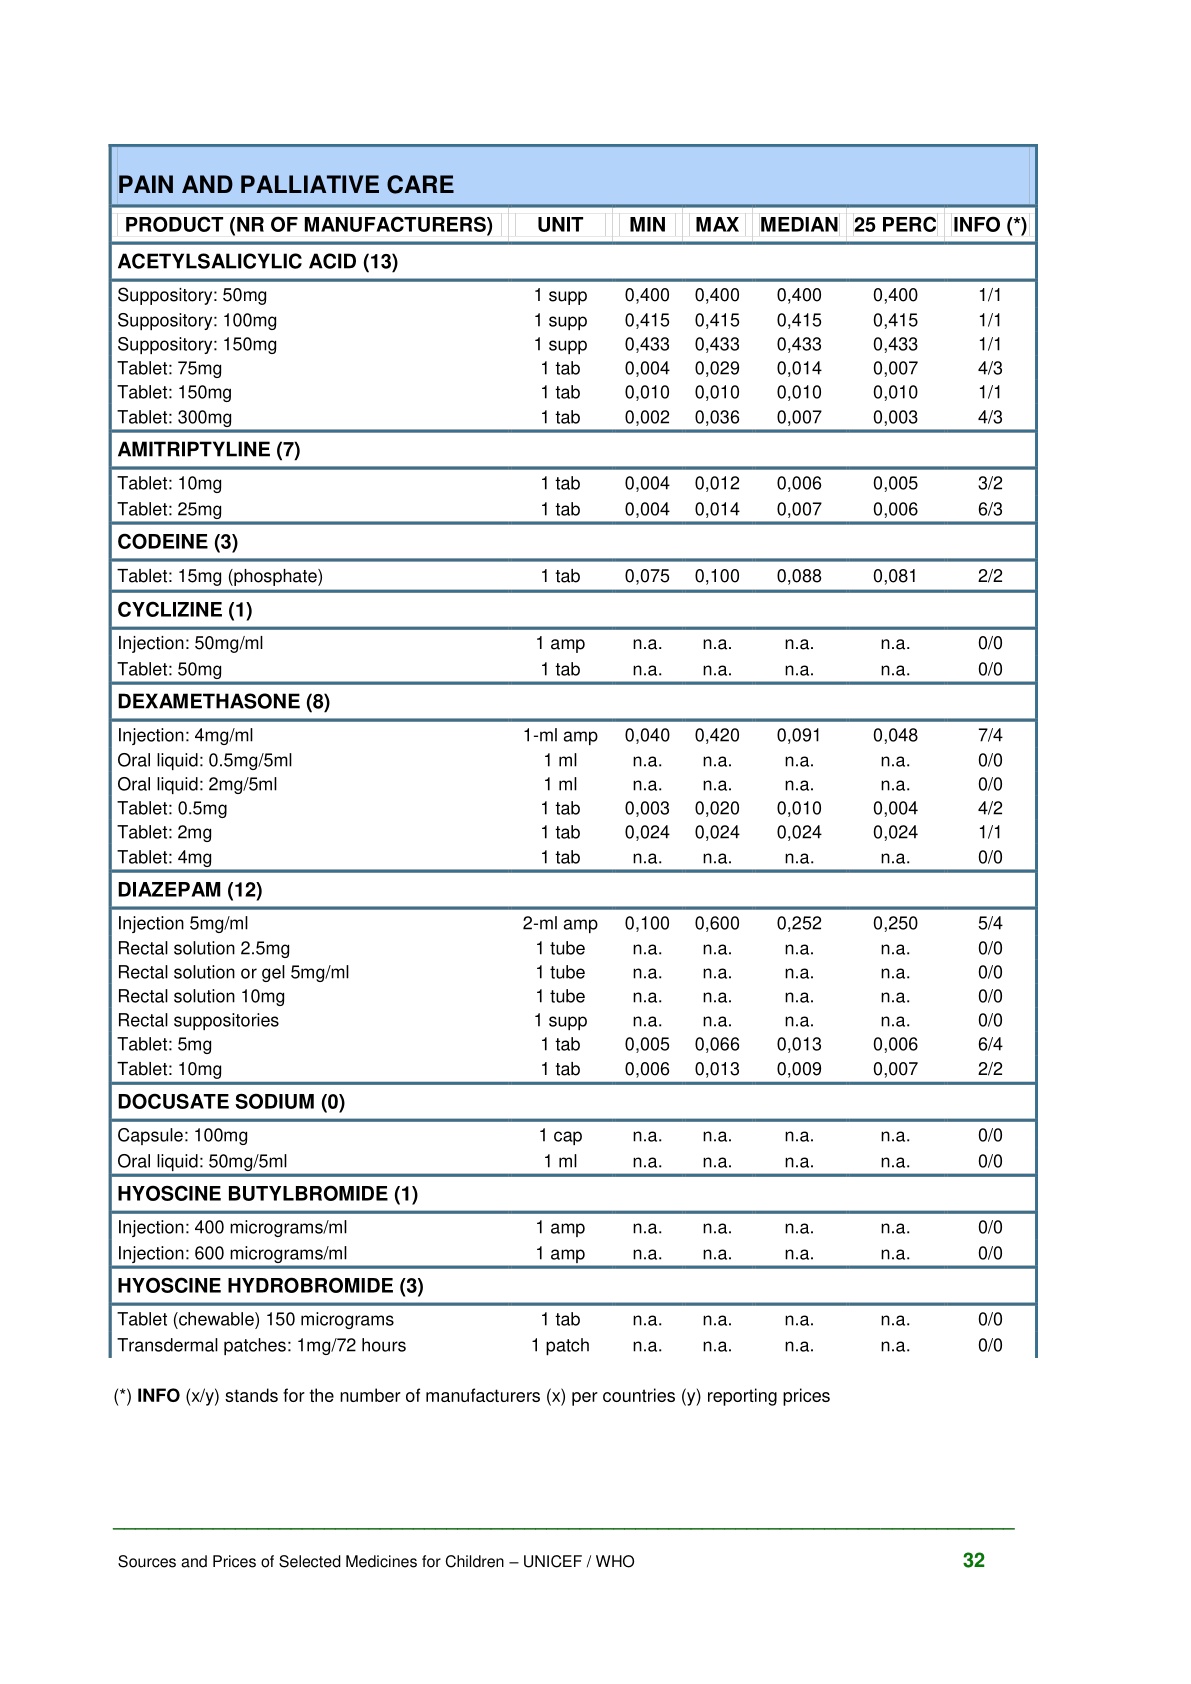 PAIN AND PALLIATIVE CARE
PRODUCT (NR OF MANUFACTURERS) UNIT MIN MAX MEDIAN 25 PERC INFO (*)
ACETYLSALICYLIC ACID (13)
Suppository: 50mg 1 supp 0,400 0,400 0,400 0,400 1/1
Suppository: 100mg 1 supp 0,415 0,415 0,415 0,415 1/1
Suppository: 150mg 1 supp 0,433 0,433 0,433 0,433 1/1
Tablet: 75mg 1 tab 0,004 0,029 0,014 0,007 4/3
Tablet: 150mg 1 tab 0,010 0,010 0,010 0,010 1/1
Tablet: 300mg 1 tab 0,002 0,036 0,007 0,003 4/3
AMITRIPTYLINE (7)
Tablet: 10mg 1 tab 0,004 0,012 0,006 0,005 3/2
Tablet: 25mg 1 tab 0,004 0,014 0,007 0,006 6/3
CODEINE (3)
Tablet: 15mg (phosphate) 1 tab 0,075 0,100 0,088 0,081 2/2
CYCLIZINE (1)
Injection: 50mg/ml 1 amp n.a. n.a. n.a. n.a. 0/0
Tablet: 50mg 1 tab n.a. n.a. n.a. n.a. 0/0
DEXAMETHASONE (8)
Injection: 4mg/ml 1-ml amp 0,040 0,420 0,091 0,048 7/4
Oral liquid: 0.5mg/5ml 1 ml n.a. n.a. n.a. n.a. 0/0
Oral liquid: 2mg/5ml 1 ml n.a. n.a. n.a. n.a. 0/0
Tablet: 0.5mg 1 tab 0,003 0,020 0,010 0,004 4/2
Tablet: 2mg 1 tab 0,024 0,024 0,024 0,024 1/1
Tablet: 4mg 1 tab n.a. n.a. n.a. n.a. 0/0
DIAZEPAM (12)
Injection 5mg/ml 2-ml amp 0,100 0,600 0,252 0,250 5/4
Rectal solution 2.5mg 1 tube n.a. n.a. n.a. n.a. 0/0
Rectal solution or gel 5mg/ml 1 tube n.a. n.a. n.a. n.a. 0/0
Rectal solution 10mg 1 tube n.a. n.a. n.a. n.a. 0/0
Rectal suppositories 1 supp n.a. n.a. n.a. n.a. 0/0
Tablet: 5mg 1 tab 0,005 0,066 0,013 0,006 6/4
Tablet: 10mg 1 tab 0,006 0,013 0,009 0,007 2/2
DOCUSATE SODIUM (0)
Capsule: 100mg 1 cap n.a. n.a. n.a. n.a. 0/0
Oral liquid: 50mg/5ml 1 ml n.a. n.a. n.a. n.a. 0/0
HYOSCINE BUTYLBROMIDE (1)
Injection: 400 micrograms/ml 1 amp n.a. n.a. n.a. n.a. 0/0
Injection: 600 micrograms/ml 1 amp n.a. n.a. n.a. n.a. 0/0
HYOSCINE HYDROBROMIDE (3)
Tablet (chewable) 150 micrograms 1 tab n.a. n.a. n.a. n.a. 0/0
Transdermal patches: 1mg/72 hours 1 patch n.a. n.a. n.a. n.a. 0/0
(*) INFO (x/y) stands for the number of manufacturers (x) per countries (y) reporting prices
Sources and Prices of Selected Medicines for Children – UNICEF / WHO 32